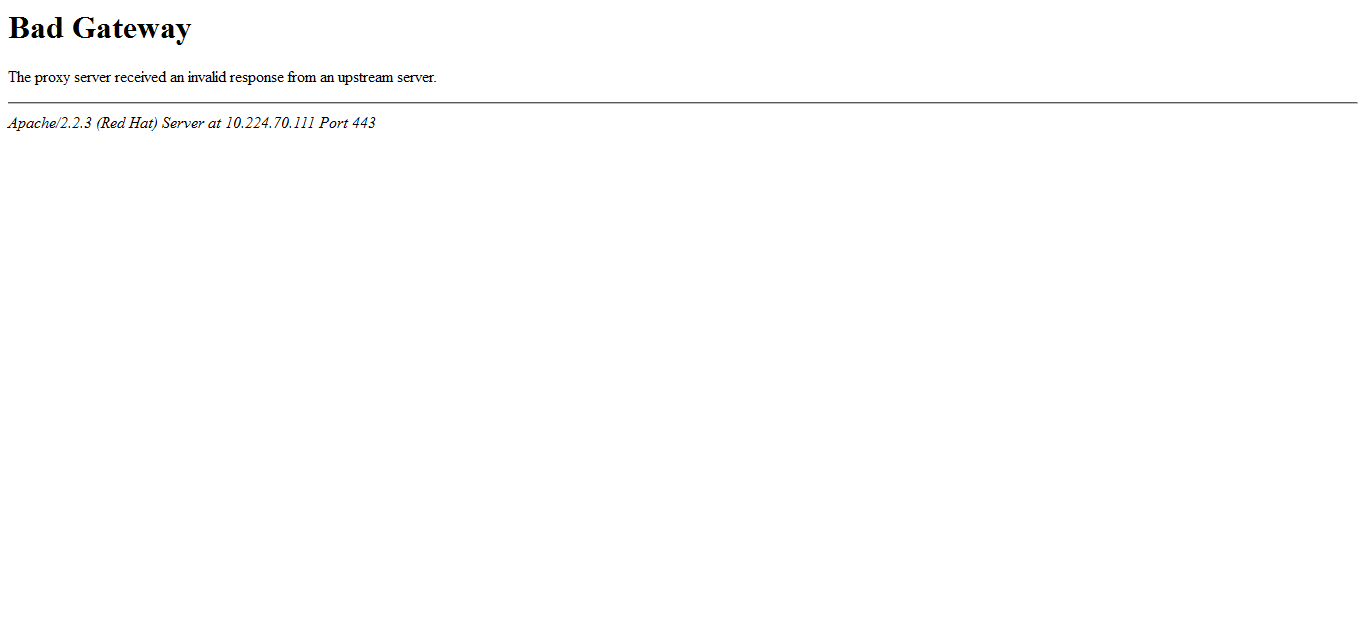 Bad Gateway
The proxy server received an invalid response from an upstream server.
Apache/2.2.3 (Red Hat) Server at 10.224.70.111 Port 443